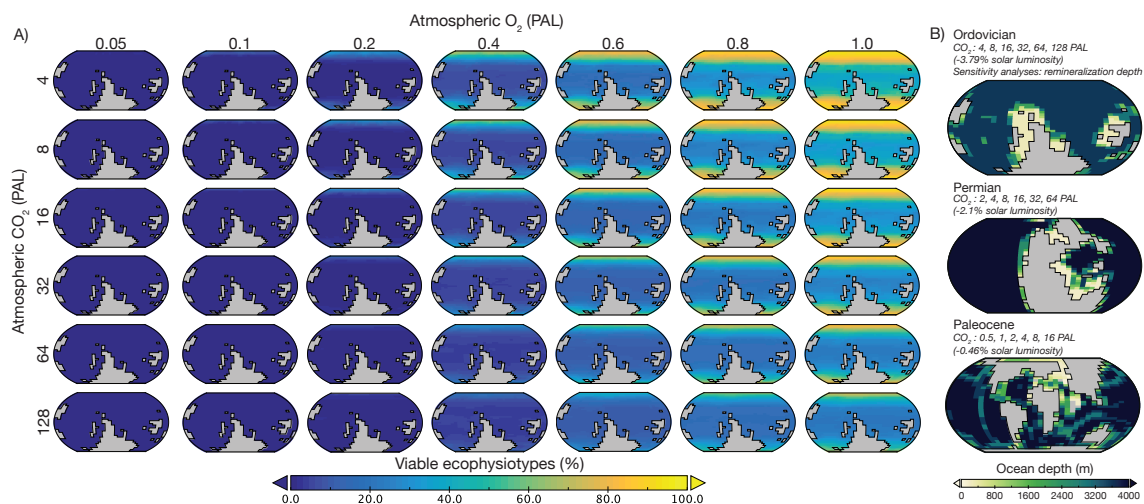 A)
Atmospheric O2 (PAL)
0.05 0.1 0.2 0.4 0.6 0.8 1.0
Atmospheric CO2 (PAL)
4
8
16
32
64
128
Viable ecophysiotypes (%)
0.0 20.0 40.0 60.0 80.0 100.0
B)
Ordovician
CO2 : 4, 8, 16, 32, 64, 128 PAL
(-3.79% solar luminosity)
Sensitivity analyses: remineralization depth
Permian
CO2 : 2, 4, 8, 16, 32, 64 PAL
(-2.1% solar luminosity)
Paleocene
CO2 : 0.5, 1, 2, 4, 8, 16 PAL
(-0.46% solar luminosity)
Ocean depth (m)
0 800 1600 2400 3200 400